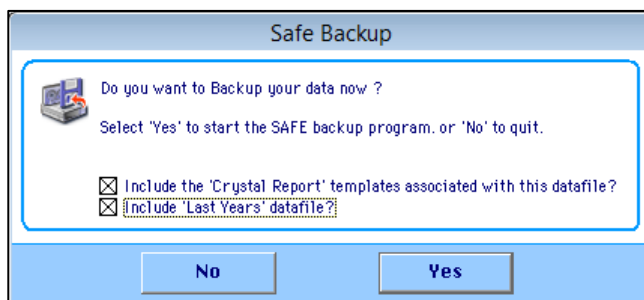 Safe Backup
Do you want to Backup your data now ?
Select 'Yes' to start the SAFE backup program. or 'No' to quit.
Include the 'Crystal Report' templates associated with this datafile?
Include 'Last Years' datafile?
No Yes